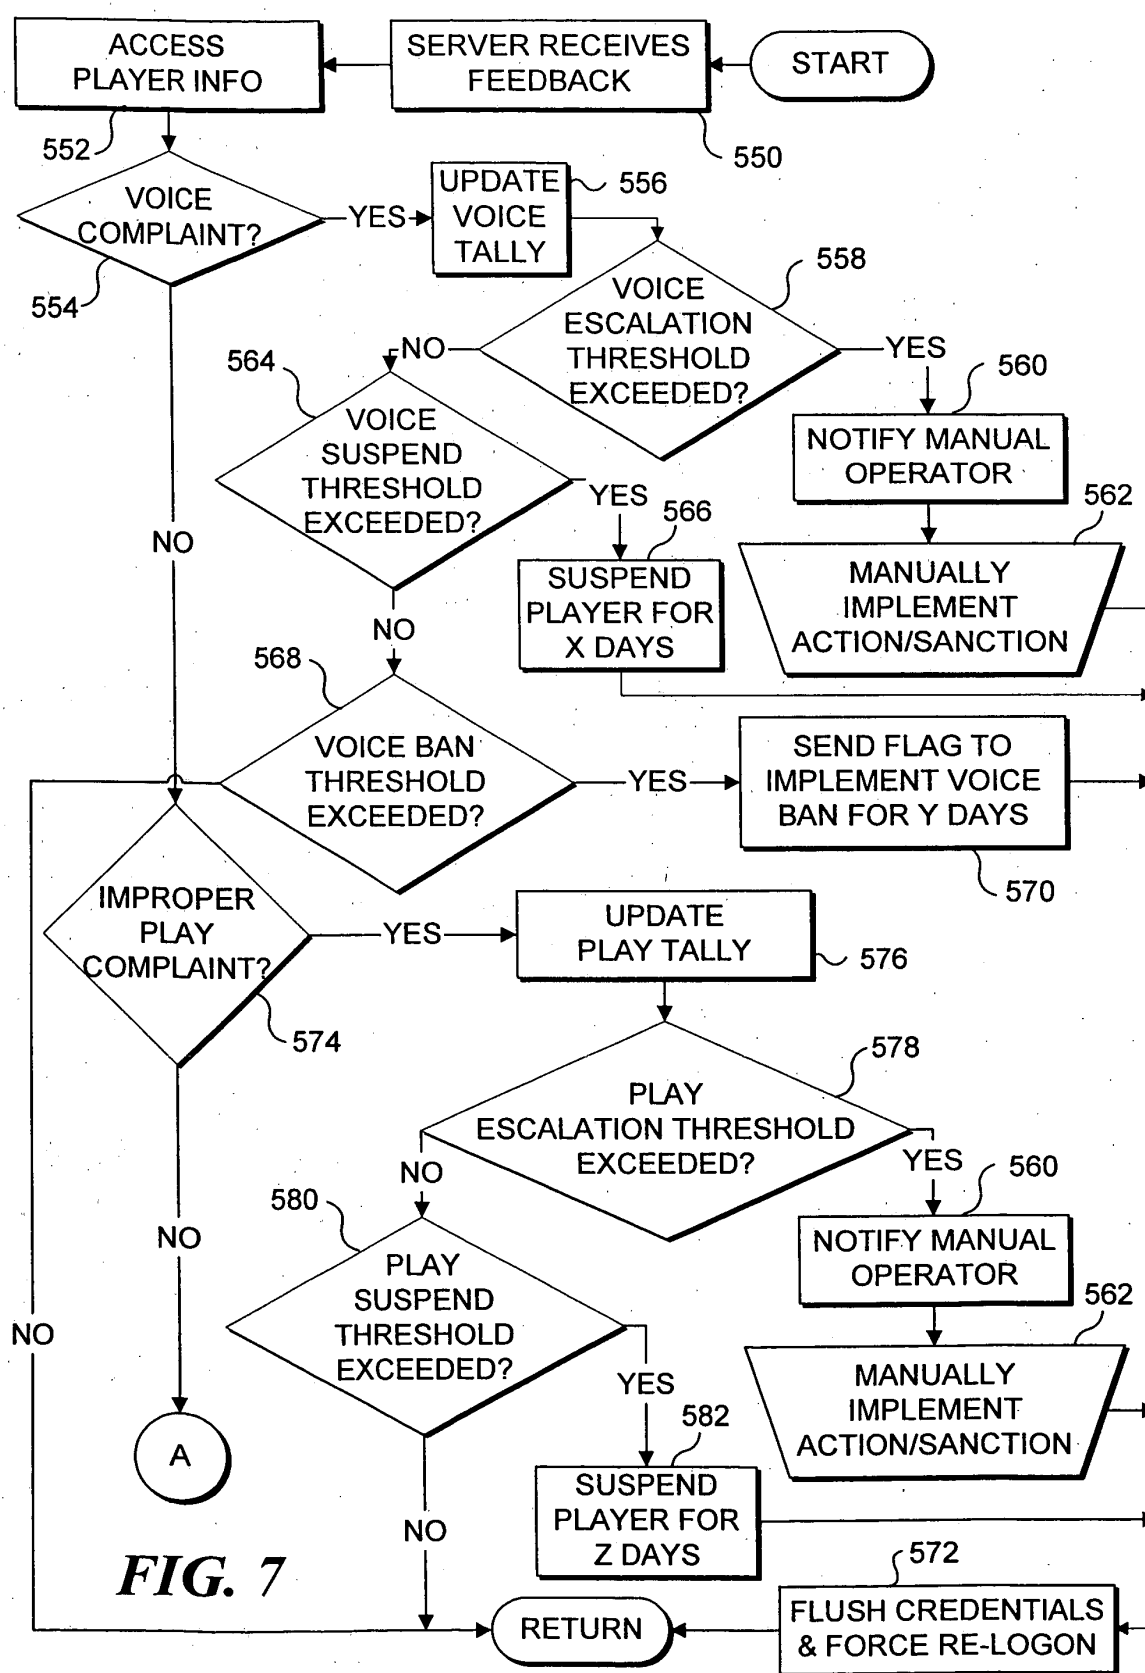 ACCESS
PLAYER INFO
SERVER RECEIVES
FEEDBACK
START
552
550
VOICE
COMPLAINT?
YES
UPDATE
VOICE
TALLY
556
554
558
VOICE
ESCALATION
THRESHOLD
EXCEEDED?
NO
YES
564
560
VOICE
SUSPEND
THRESHOLD
EXCEEDED?
NOTIFY MANUAL
OPERATOR
YES
566
562
NO
SUSPEND
PLAYER FOR
X DAYS
MANUALLY
IMPLEMENT
ACTION/SANCTION
NO
568
VOICE BAN
THRESHOLD
EXCEEDED?
YES
SEND FLAG TO
IMPLEMENT VOICE
BAN FOR Y DAYS
570
IMPROPER
PLAY
COMPLAINT?
YES
UPDATE
PLAY TALLY
576
574
578
PLAY
ESCALATION THRESHOLD
EXCEEDED?
NO
YES
580
560
NO
PLAY
SUSPEND
THRESHOLD
EXCEEDED?
NOTIFY MANUAL
OPERATOR
562
NO
YES
MANUALLY
IMPLEMENT
ACTION/SANCTION
582
A
SUSPEND
PLAYER FOR
Z DAYS
NO
572
FIG. 7
RETURN
FLUSH CREDENTIALS
& FORCE RE-LOGON